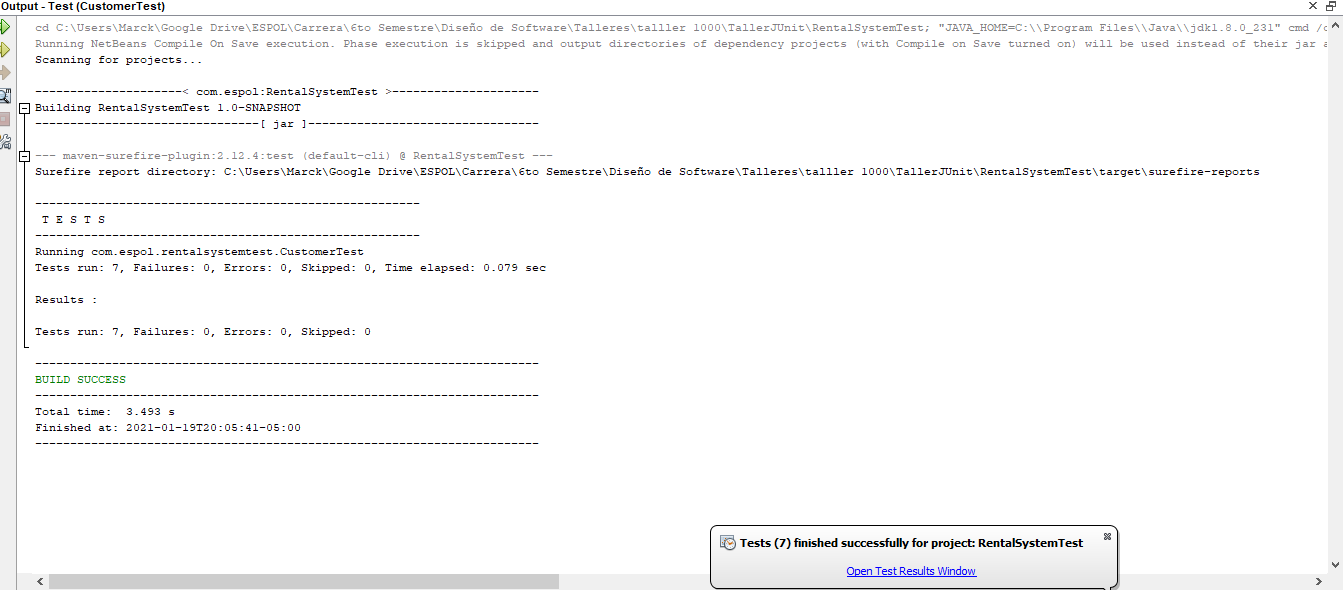 Output - Test (CustomerTest)
cd C:\Users\Marck\Google Drive\ESPOL\Carrera\6to Semestre\Diseño de Software\Talleres\talller 1000\TallerJUnit\RentalSystemTest; "JAVA_HOME=C:\\Program Files\\Java\\jdk1.8.0_231" cmd /c
Running NetBeans Compile On Save execution. Phase execution is skipped and output directories of dependency projects (with Compile on Save turned on) will be used instead of their jar a
Scanning for projects...
---------------------< com.espol:RentalSystemTest >---------------------
Building RentalSystemTest 1.0-SNAPSHOT
--------------------------------[ jar ]---------------------------------
--- maven-surefire-plugin:2.12.4:test (default-cli) @ RentalSystemTest ---
Surefire report directory: C:\Users\Marck\Google Drive\ESPOL\Carrera\6to Semestre\Diseño de Software\Talleres\talller 1000\TallerJUnit\RentalSystemTest\target\surefire-reports
-------------------------------------------------------
T E S T S
-------------------------------------------------------
Running com.espol.rentalsystemtest.CustomerTest
Tests run: 7, Failures: 0, Errors: 0, Skipped: 0, Time elapsed: 0.079 sec
Results :
Tests run: 7, Failures: 0, Errors: 0, Skipped: 0
------------------------------------------------------------------------
BUILD SUCCESS
------------------------------------------------------------------------
Total time:  3.493 s
Finished at: 2021-01-19T20:05:41-05:00
------------------------------------------------------------------------
Tests (7) finished successfully for project: RentalSystemTest
Open Test Results Window